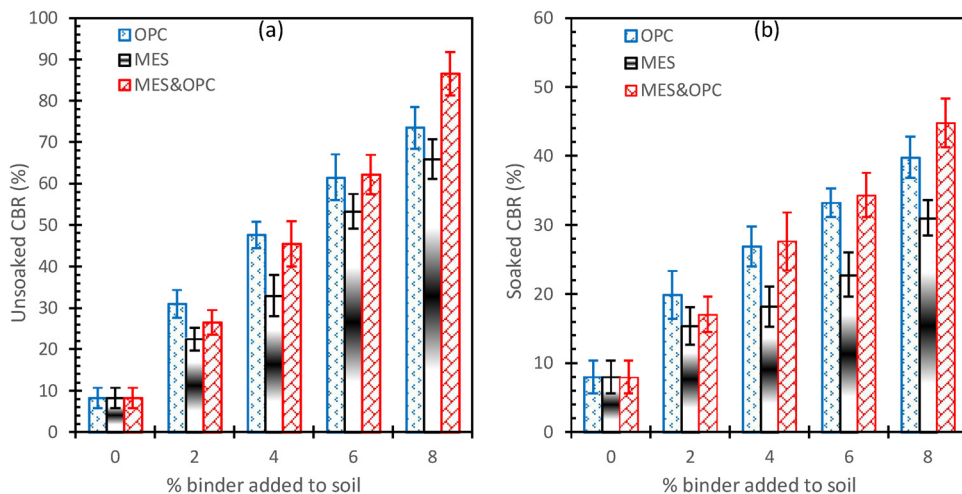 (a)
OPC
MES
MES&OPC
Unsoaked CBR (%)
100
90
80
70
60
50
40
30
20
10
0
0 2 4 6 8
% binder added to soil
(b)
OPC
MES
MES&OPC
Soaked CBR (%)
60
50
40
30
20
10
0
0 2 4 6 8
% binder added to soil